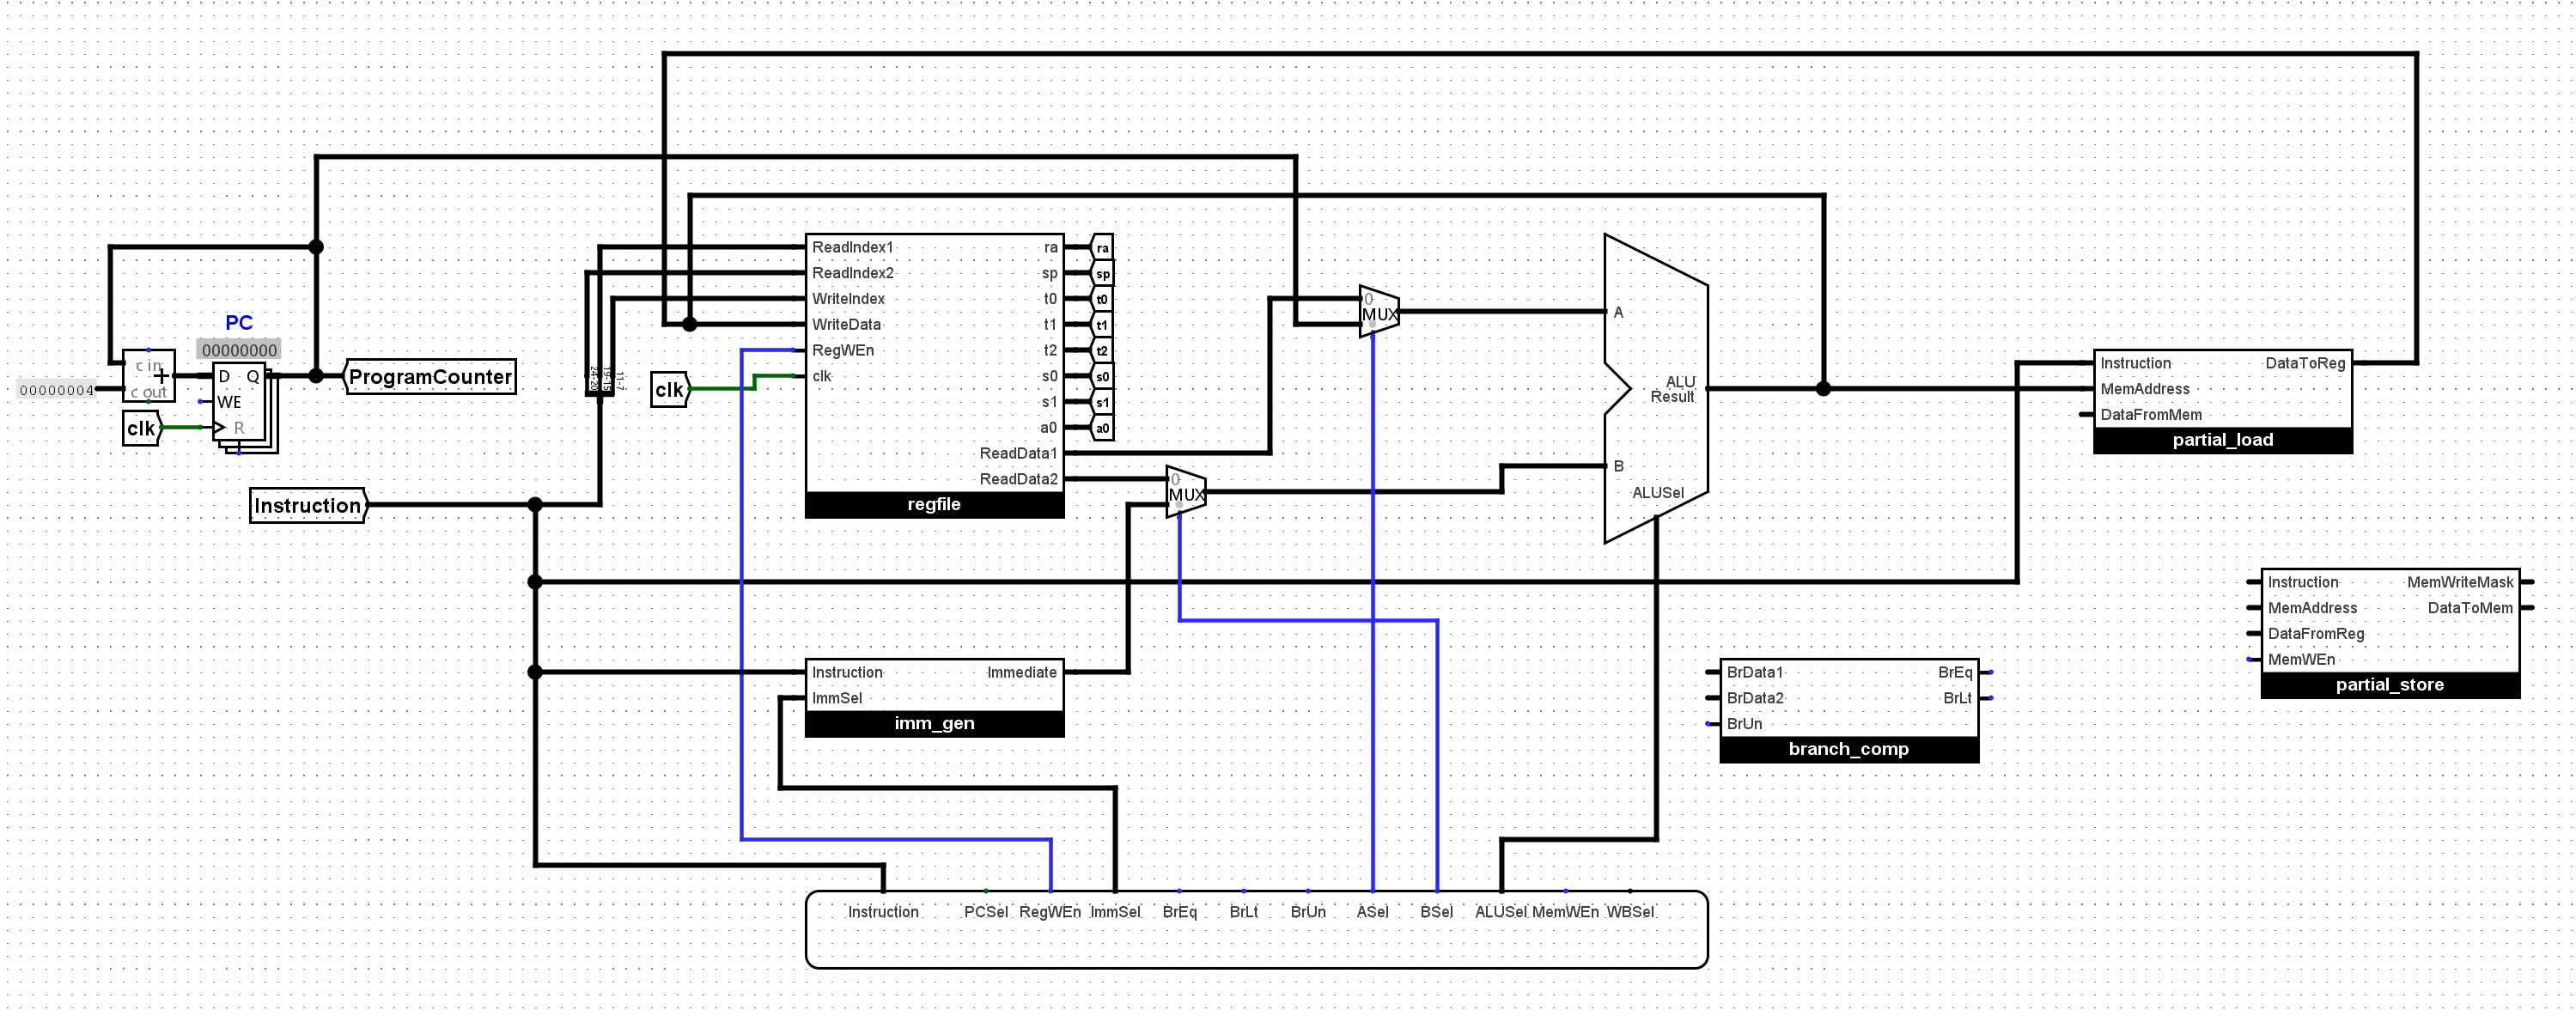 PC
00000000
00000004
c in
+
c out
D
Q
WE
R
clk
ProgramCounter
Instruction
24-20
19-15
11-7
clk
ReadIndex1
ReadIndex2
WriteIndex
WriteData
RegWEn
clk
ra
sp
t0
t1
t2
s0
s1
a0
ReadData1
ReadData2
regfile
ra
sp
t0
t1
t2
s0
s1
a0
0
MUX
0
MUX
A
B
ALU
Result
ALUSel
Instruction
MemAddress
DataFromMem
DataToReg
partial_load
Instruction
MemAddress
DataFromReg
MemWEn
MemWriteMask
DataToMem
partial_store
Instruction
ImmSel
Immediate
imm_gen
BrData1
BrData2
BrUn
BrEq
BrLt
branch_comp
Instruction PCSel RegWEn ImmSel BrEq BrLt BrUn ASel BSel ALUSel MemWEn WBSel